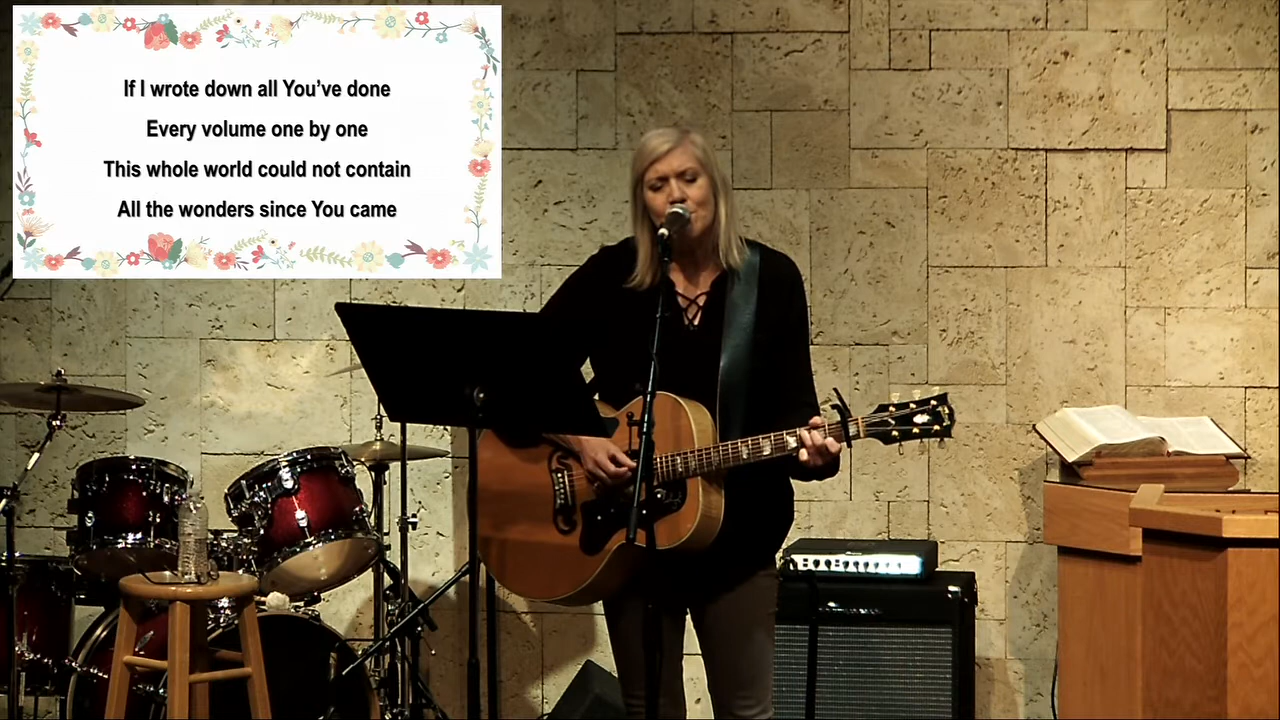 If I wrote down all You've done
Every volume one by one
This whole world could not contain
All the wonders since You came